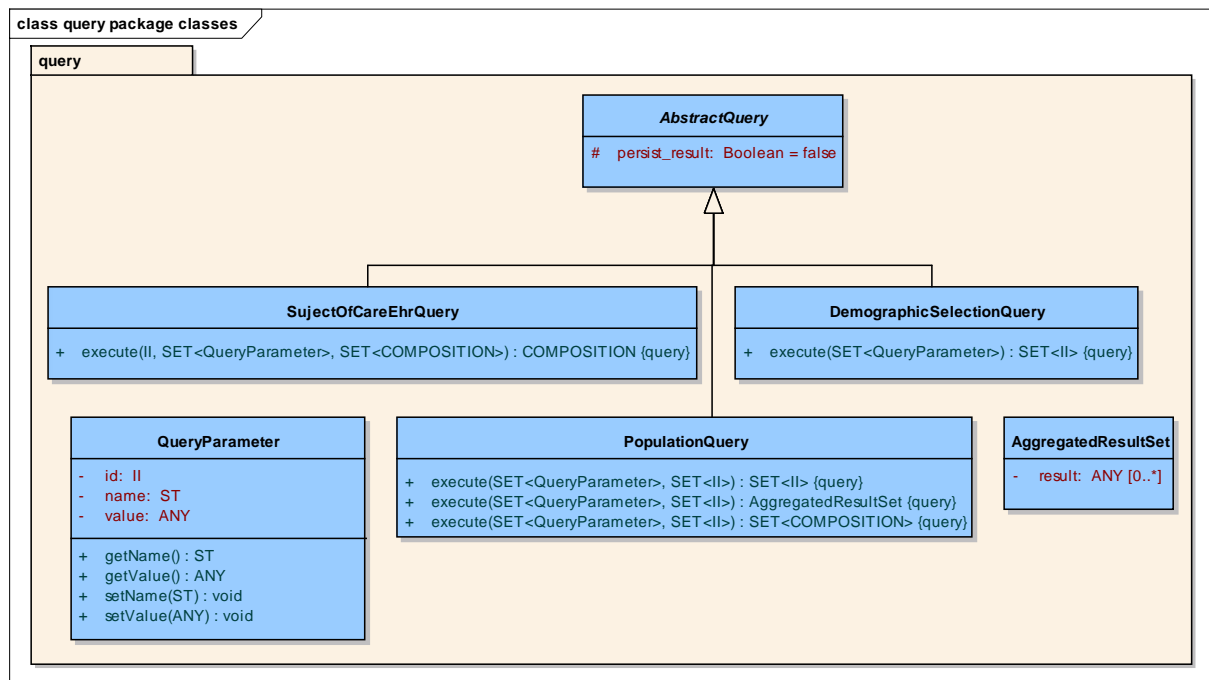 class query package classes
query
AbstractQuery
# persist_result: Boolean = false
SujectOfCareEhrQuery
+ execute(II, SET<QueryParameter>, SET<COMPOSITION>) : COMPOSITION {query}
DemographicSelectionQuery
+ execute(SET<QueryParameter>) : SET<II> {query}
QueryParameter
- id: II
- name: ST
- value: ANY
+ getName() : ST
+ getValue() : ANY
+ setName(ST) : void
+ setValue(ANY) : void
PopulationQuery
+ execute(SET<QueryParameter>, SET<II>) : SET<II> {query}
+ execute(SET<QueryParameter>, SET<II>) : AggregatedResultSet {query}
+ execute(SET<QueryParameter>, SET<II>) : SET<COMPOSITION> {query}
AggregatedResultSet
- result: ANY [0..*]